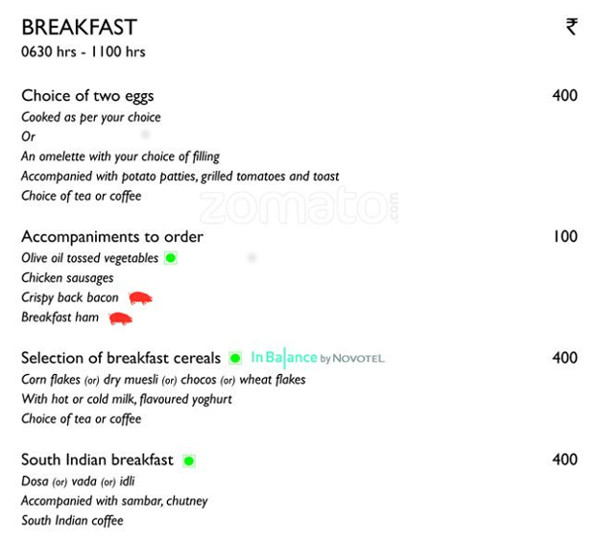 BREAKFAST ₹
0630 hrs - 1100 hrs
Choice of two eggs 400
Cooked as per your choice
Or
An omelette with your choice of filling
Accompanied with potato patties, grilled tomatoes and toast
Choice of tea or coffee
zomato.com
Accompaniments to order 100
Olive oil tossed vegetables
Chicken sausages
Crispy back bacon
Breakfast ham
Selection of breakfast cereals In Balance by NOVOTEL 400
Corn flakes (or) dry muesli (or) chocos (or) wheat flakes
With hot or cold milk, flavoured yoghurt
Choice of tea or coffee
South Indian breakfast 400
Dosa (or) vada (or) idli
Accompanied with sambar, chutney
South Indian coffee